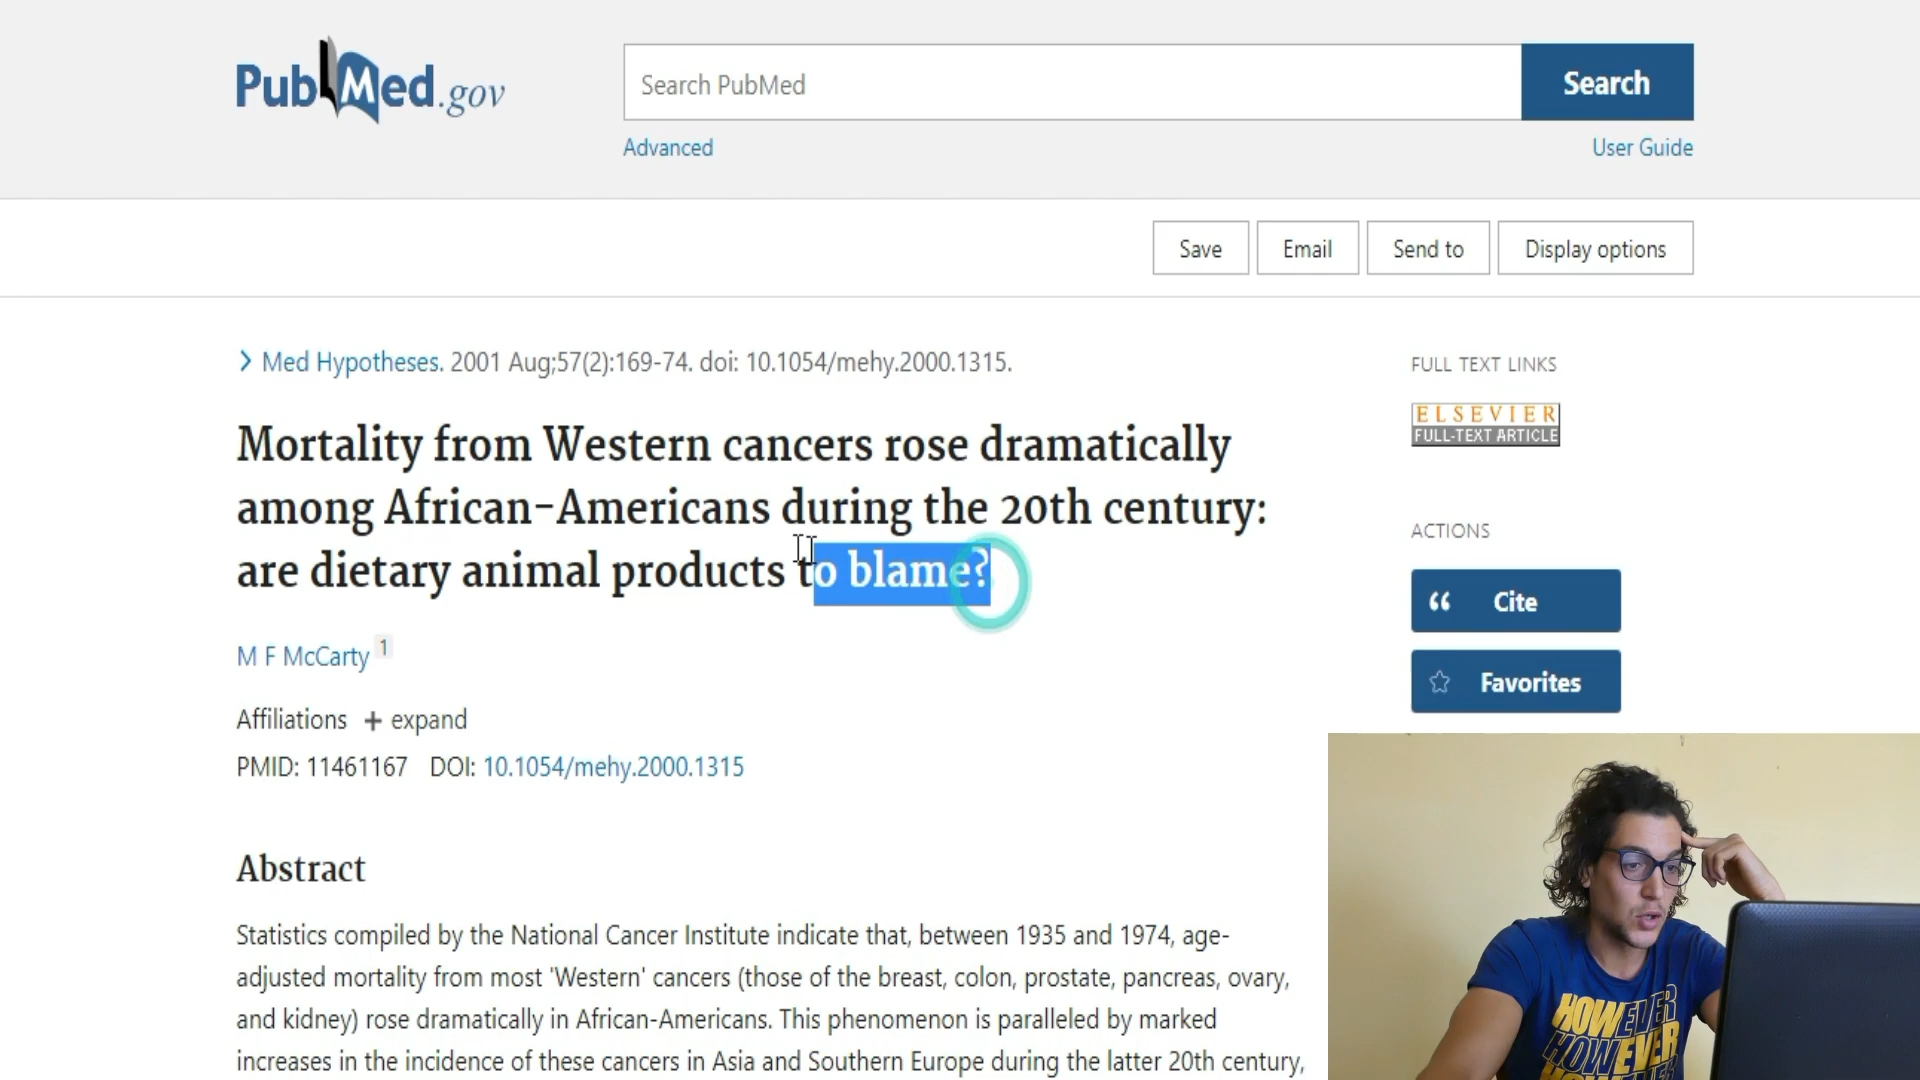 PubMed.gov
Search PubMed
Search
Advanced
User Guide
Save
Email
Send to
Display options
Med Hypotheses. 2001 Aug;57(2):169-74. doi: 10.1054/mehy.2000.1315.
Mortality from Western cancers rose dramatically
among African-Americans during the 20th century:
are dietary animal products to blame?
M F McCarty 1
Affiliations + expand
PMID: 11461167 DOI: 10.1054/mehy.2000.1315
Abstract
Statistics compiled by the National Cancer Institute indicate that, between 1935 and 1974, age-
adjusted mortality from most 'Western' cancers (those of the breast, colon, prostate, pancreas, ovary,
and kidney) rose dramatically in African-Americans. This phenomenon is paralleled by marked
increases in the incidence of these cancers in Asia and Southern Europe during the latter 20th century,
FULL TEXT LINKS
ELSEVIER
FULL-TEXT ARTICLE
ACTIONS
Cite
Favorites
HOWEVER
HOWEVER